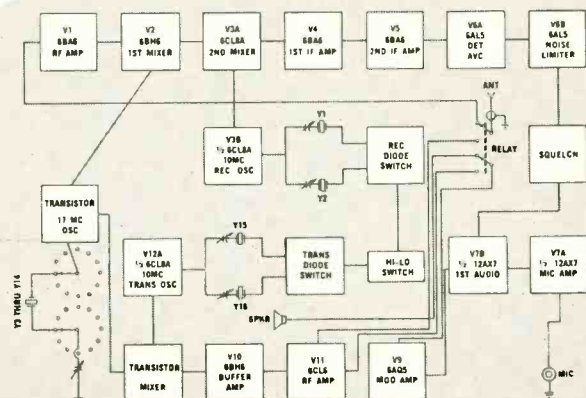 V1
6BA6
RF AMP
V2
6BH6
1ST MIXER
V3A
6CL8A
2ND MIXER
V4
6BA6
1ST IF AMP
V5
6BA6
2ND IF AMP
V6A
6AL5
DET
AVC
V6B
6AL5
NOISE
LIMITER
ANT
RELAY
V3B
½ 6CL8A
10MC
REC OSC
Y1
Y2
REC
DIODE
SWITCH
SQUELCH
TRANSISTOR
17 MC
OSC
Y3 THRU Y14
V12A
½ 6CL8A
10MC
TRANS OSC
Y15
Y16
TRANS
DIODE
SWITCH
HI-LO
SWITCH
V7B
½ 12AX7
1ST AUDIO
V7A
½ 12AX7
MIC AMP
SPKR
TRANSISTOR
MIXER
V10
6BH6
BUFFER
AMP
V11
6CL6
RF AMP
V9
6AQ5
MOD AMP
MIC